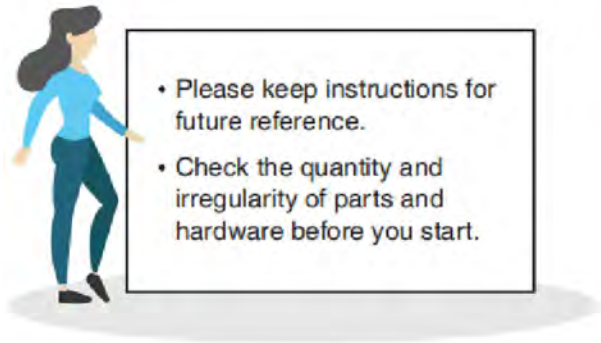 • Please keep instructions for
future reference.
• Check the quantity and
irregularity of parts and
hardware before you start.